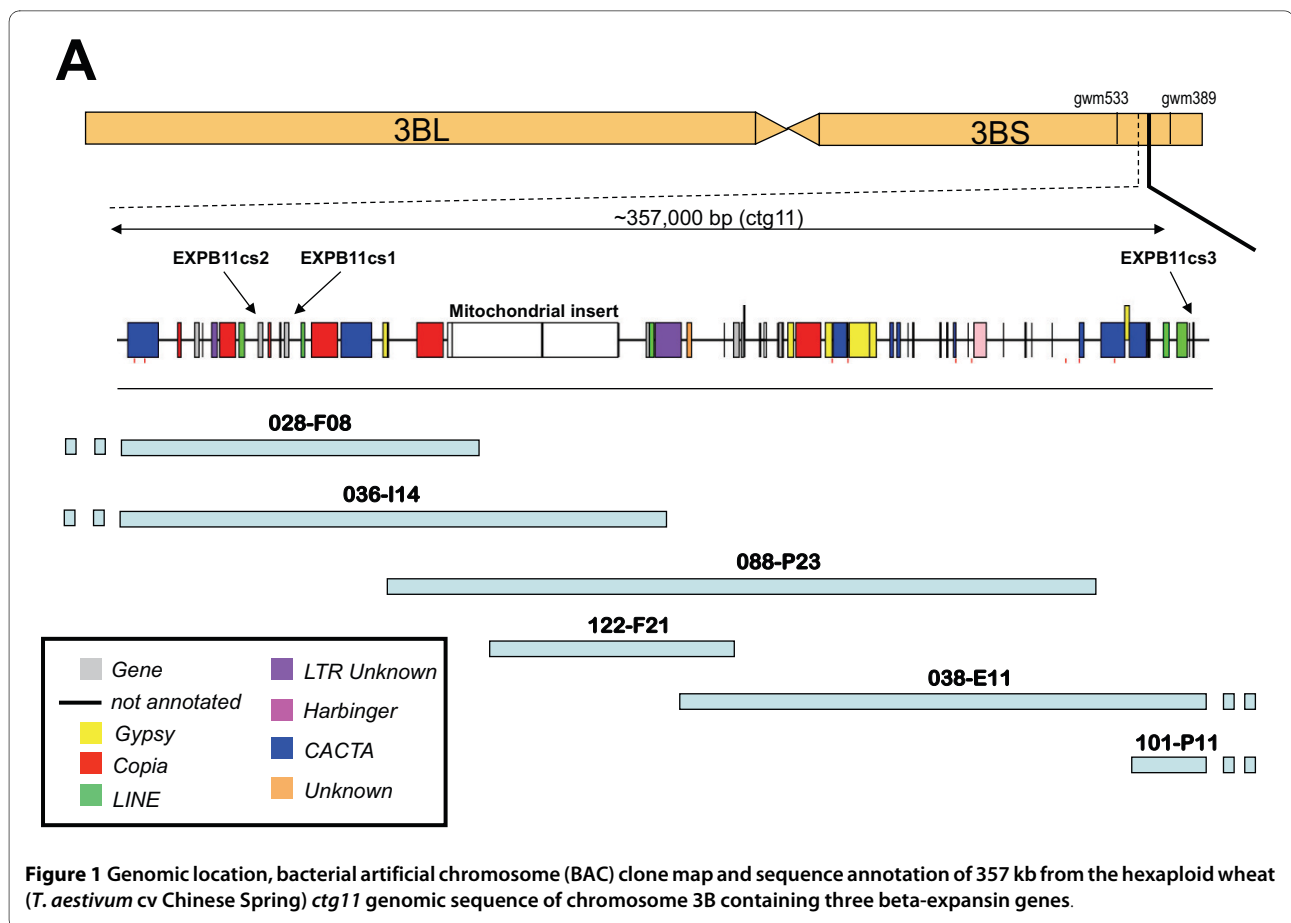 A
gwm533 gwm389
3BL 3BS
~357,000 bp (ctg11)
EXPB11cs2 EXPB11cs1 EXPB11cs3
Mitochondrial insert
028-F08
036-I14
088-P23
122-F21
038-E11
101-P11
Gene
not annotated
Gypsy
Copia
LINE
LTR Unknown
Harbinger
CACTA
Unknown
Figure 1 Genomic location, bacterial artificial chromosome (BAC) clone map and sequence annotation of 357 kb from the hexaploid wheat
(T. aestivum cv Chinese Spring) ctg11 genomic sequence of chromosome 3B containing three beta-expansin genes.